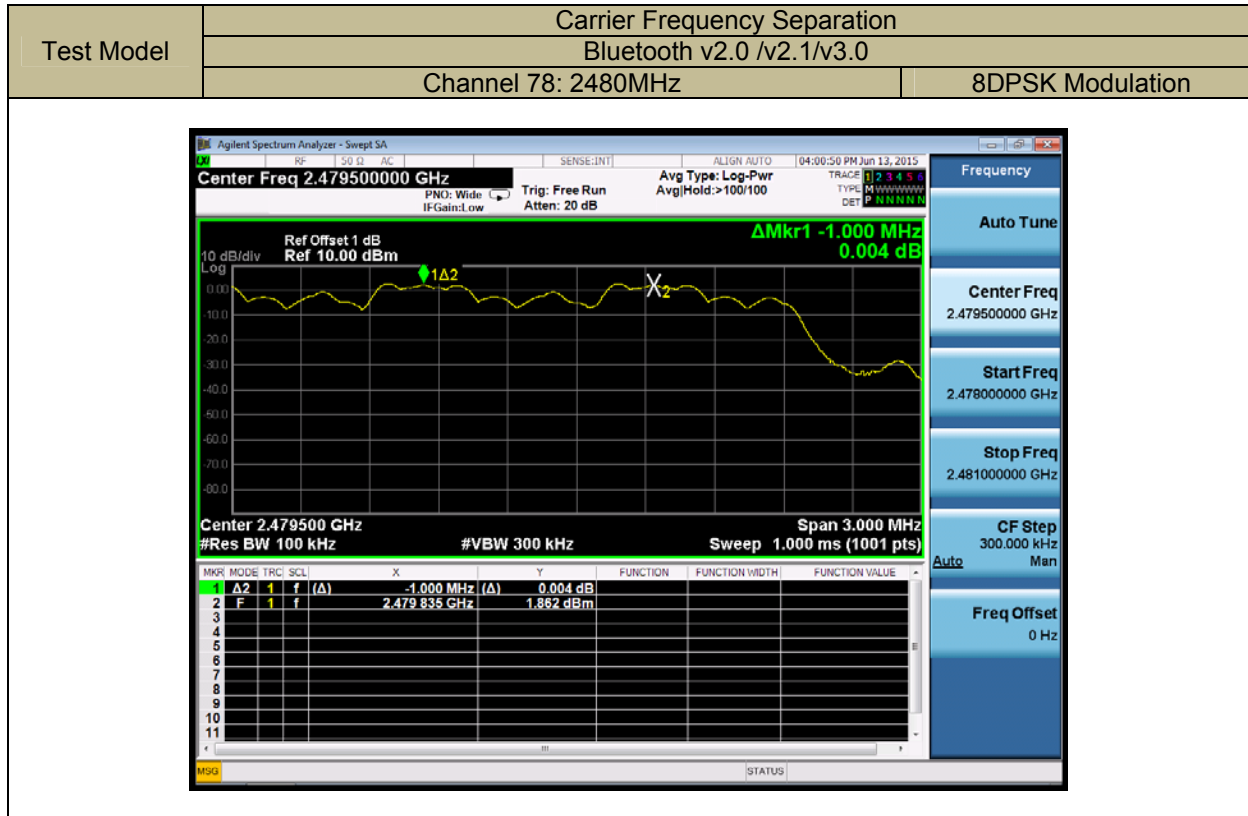 Test Model
Carrier Frequency Separation
Bluetooth v2.0 /v2.1/v3.0
Channel 78: 2480MHz 8DPSK Modulation
Agilent Spectrum Analyzer - Swept SA
RF 50 Ω AC SENSE:INT ALIGN AUTO 04:00:50 PM Jun 13, 2015
Center Freq 2.479500000 GHz
PNO: Wide
IFGain:Low
Trig: Free Run
Atten: 20 dB
Avg Type: Log-Pwr
Avg|Hold:>100/100
TRACE 1 2 3 4 5 6
TYPE M WWWWW
DET P N N N N N
ΔMkr1 -1.000 MHz
0.004 dB
Ref Offset 1 dB
10 dB/div Ref 10.00 dBm
Log
1Δ2
2
0.00
-10.0
-20.0
-30.0
-40.0
-50.0
-60.0
-70.0
-80.0
Center 2.479500 GHz Span 3.000 MHz
#Res BW 100 kHz #VBW 300 kHz Sweep 1.000 ms (1001 pts)
MKR MODE TRC SCL X Y FUNCTION FUNCTION WIDTH FUNCTION VALUE
1 Δ2 1 f (Δ) -1.000 MHz (Δ) 0.004 dB
2 F 1 f 2.479 835 GHz 1.862 dBm
3
4
5
6
7
8
9
10
11
MSG STATUS
Frequency
Auto Tune
Center Freq
2.479500000 GHz
Start Freq
2.478000000 GHz
Stop Freq
2.481000000 GHz
CF Step
300.000 kHz
Auto Man
Freq Offset
0 Hz